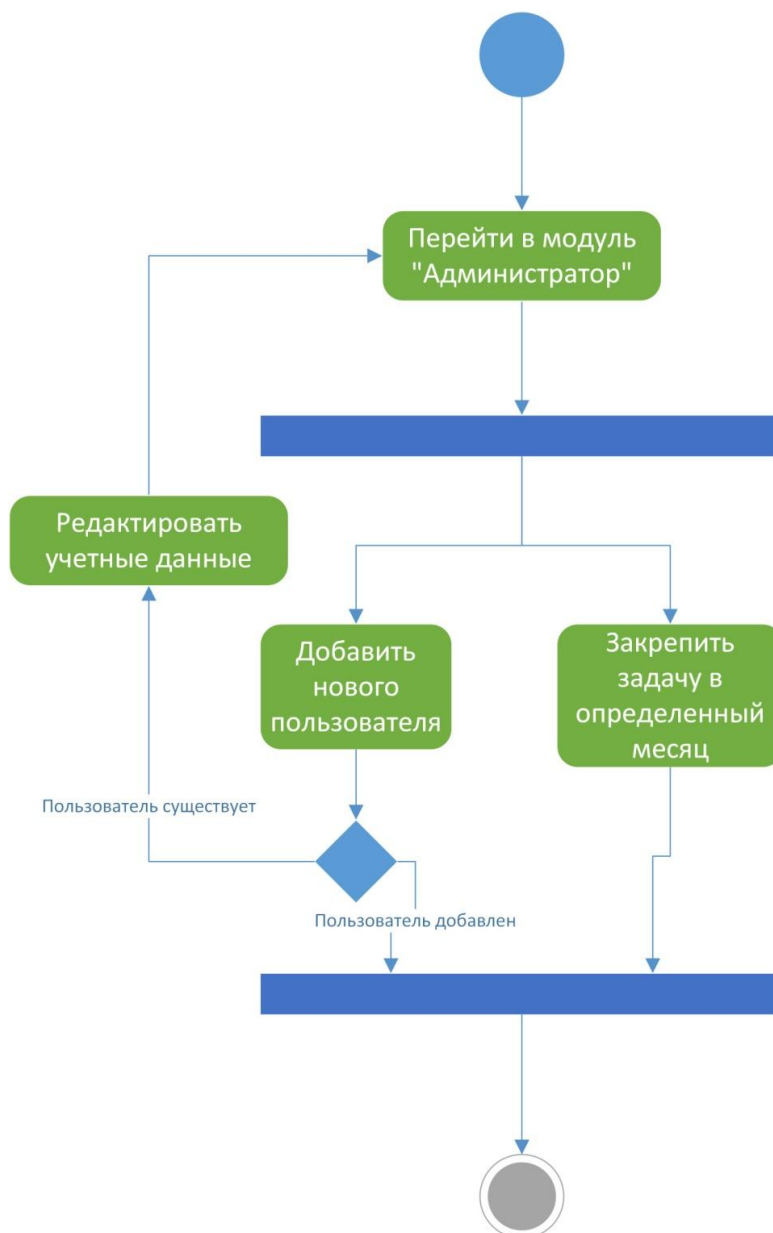 Перейти в модуль
"Администратор"
Редактировать
учетные данные
Добавить
нового
пользователя
Закрепить
задачу в
определенный
месяц
Пользователь существует
Пользователь добавлен